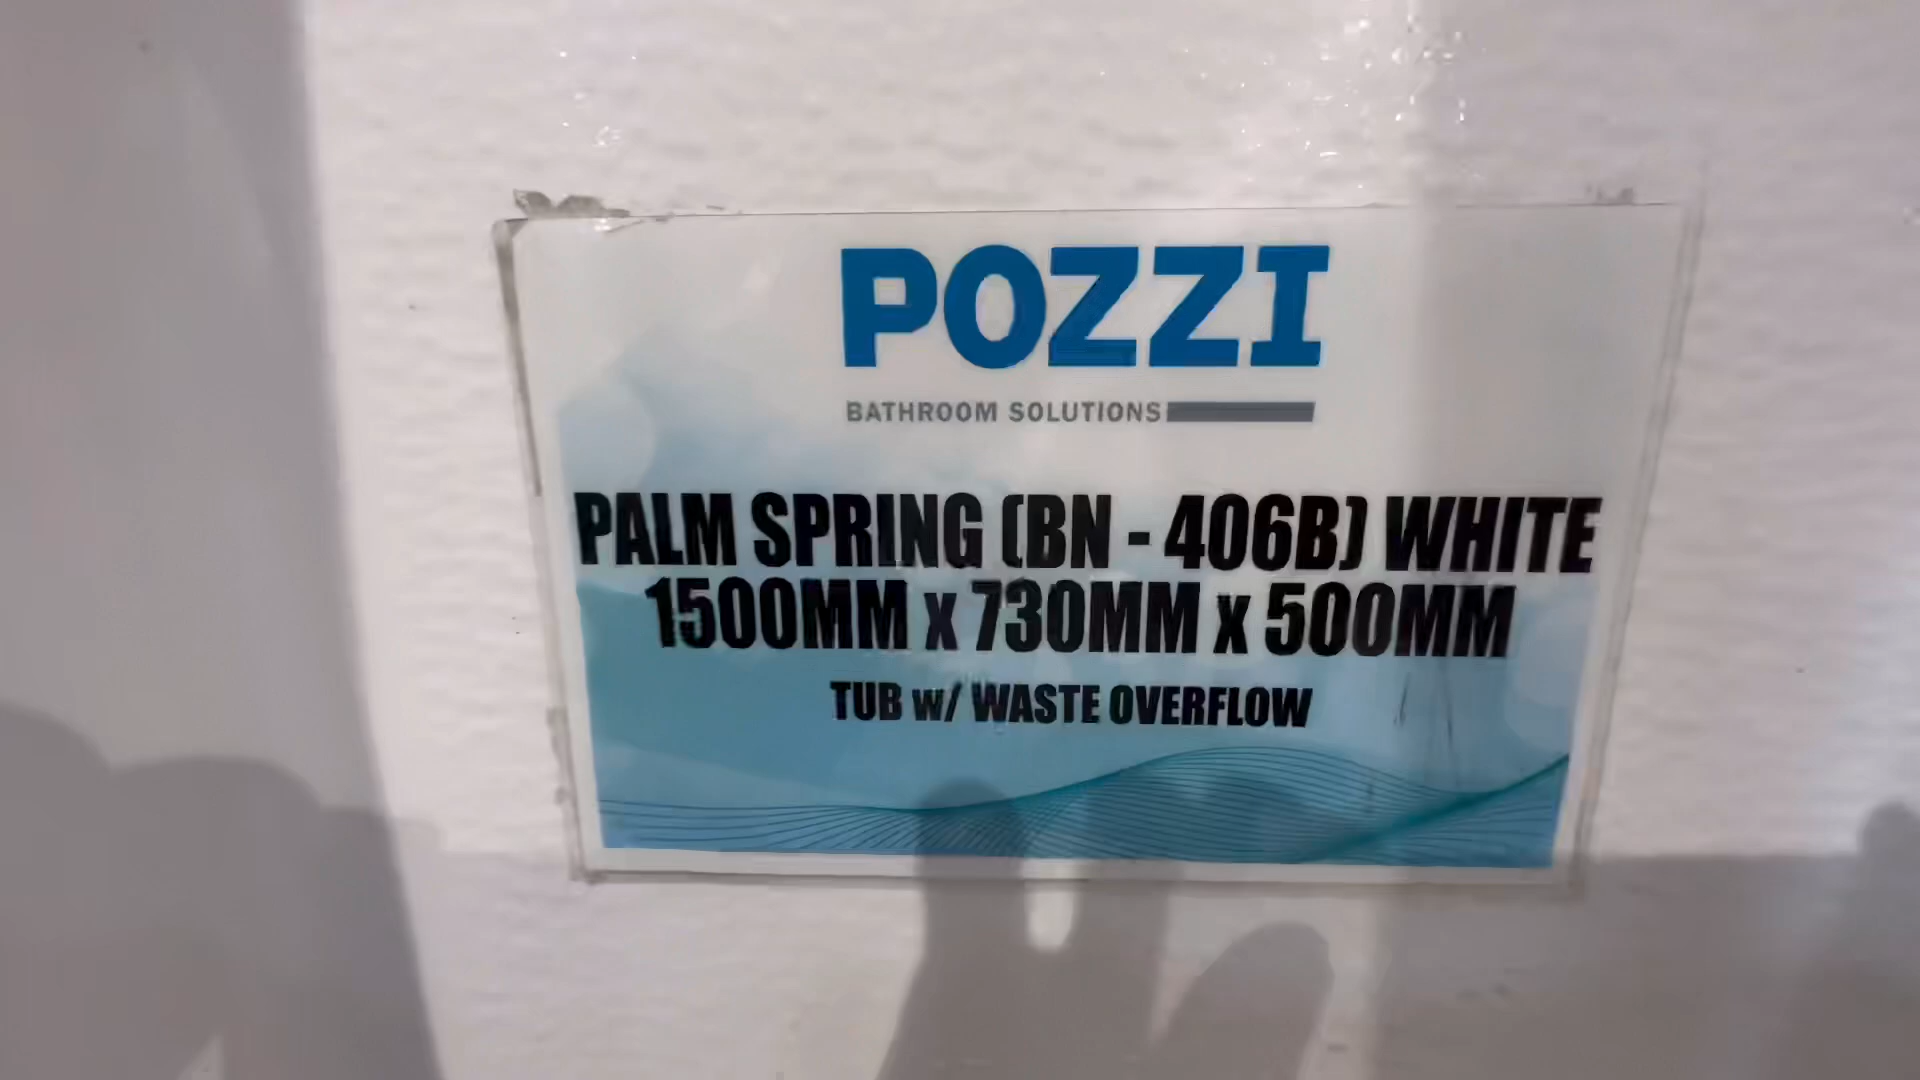 POZZI
BATHROOM SOLUTIONS
PALM SPRING (BN - 406B) WHITE
1500MM x 730MM x 500MM
TUB w/ WASTE OVERFLOW